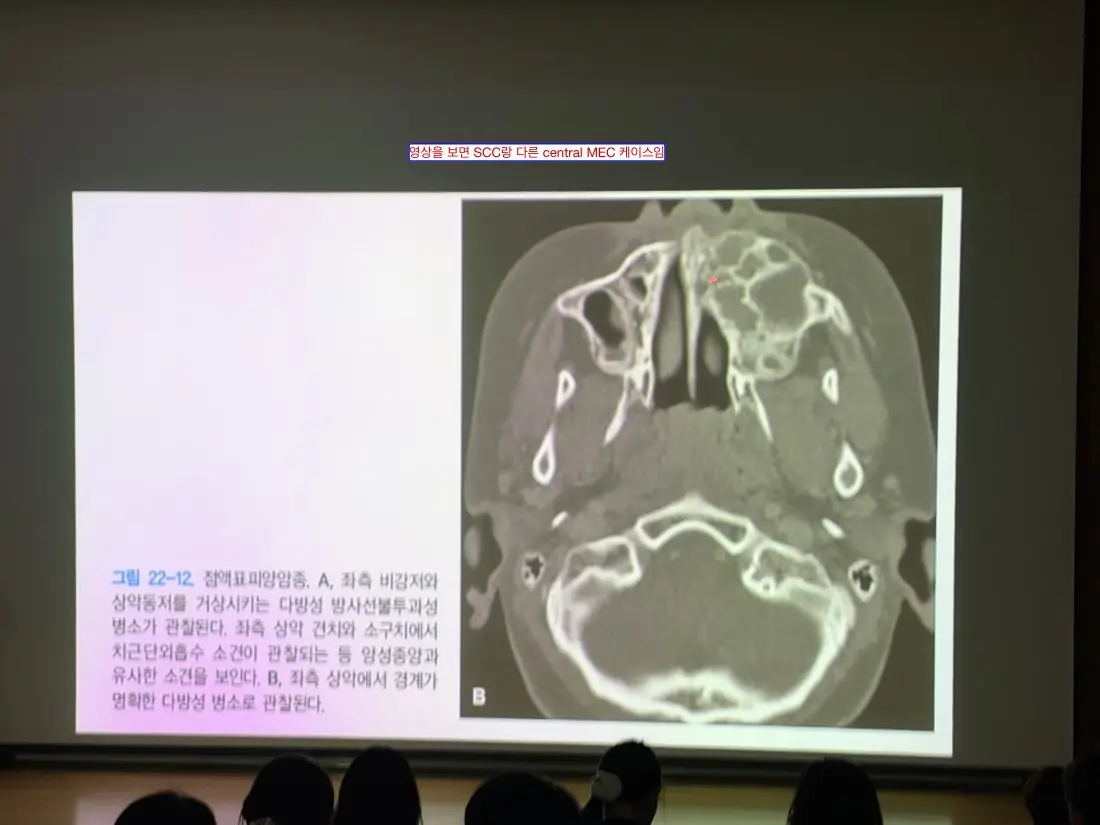 영상을 보면 SCC랑 다른 central MEC 케이스임
그림 22-12. 점액표피양암종. A, 좌측 비강저와
상악동저를 거상시키는 다방성 방사선불투과성
병소가 관찰된다. 좌측 상악 견치와 소구치에서
치근단외흡수 소견이 관찰되는 등 양성종양과
유사한 소견을 보인다. B, 좌측 상악에서 경계가
명확한 다방성 병소로 관찰된다.
B